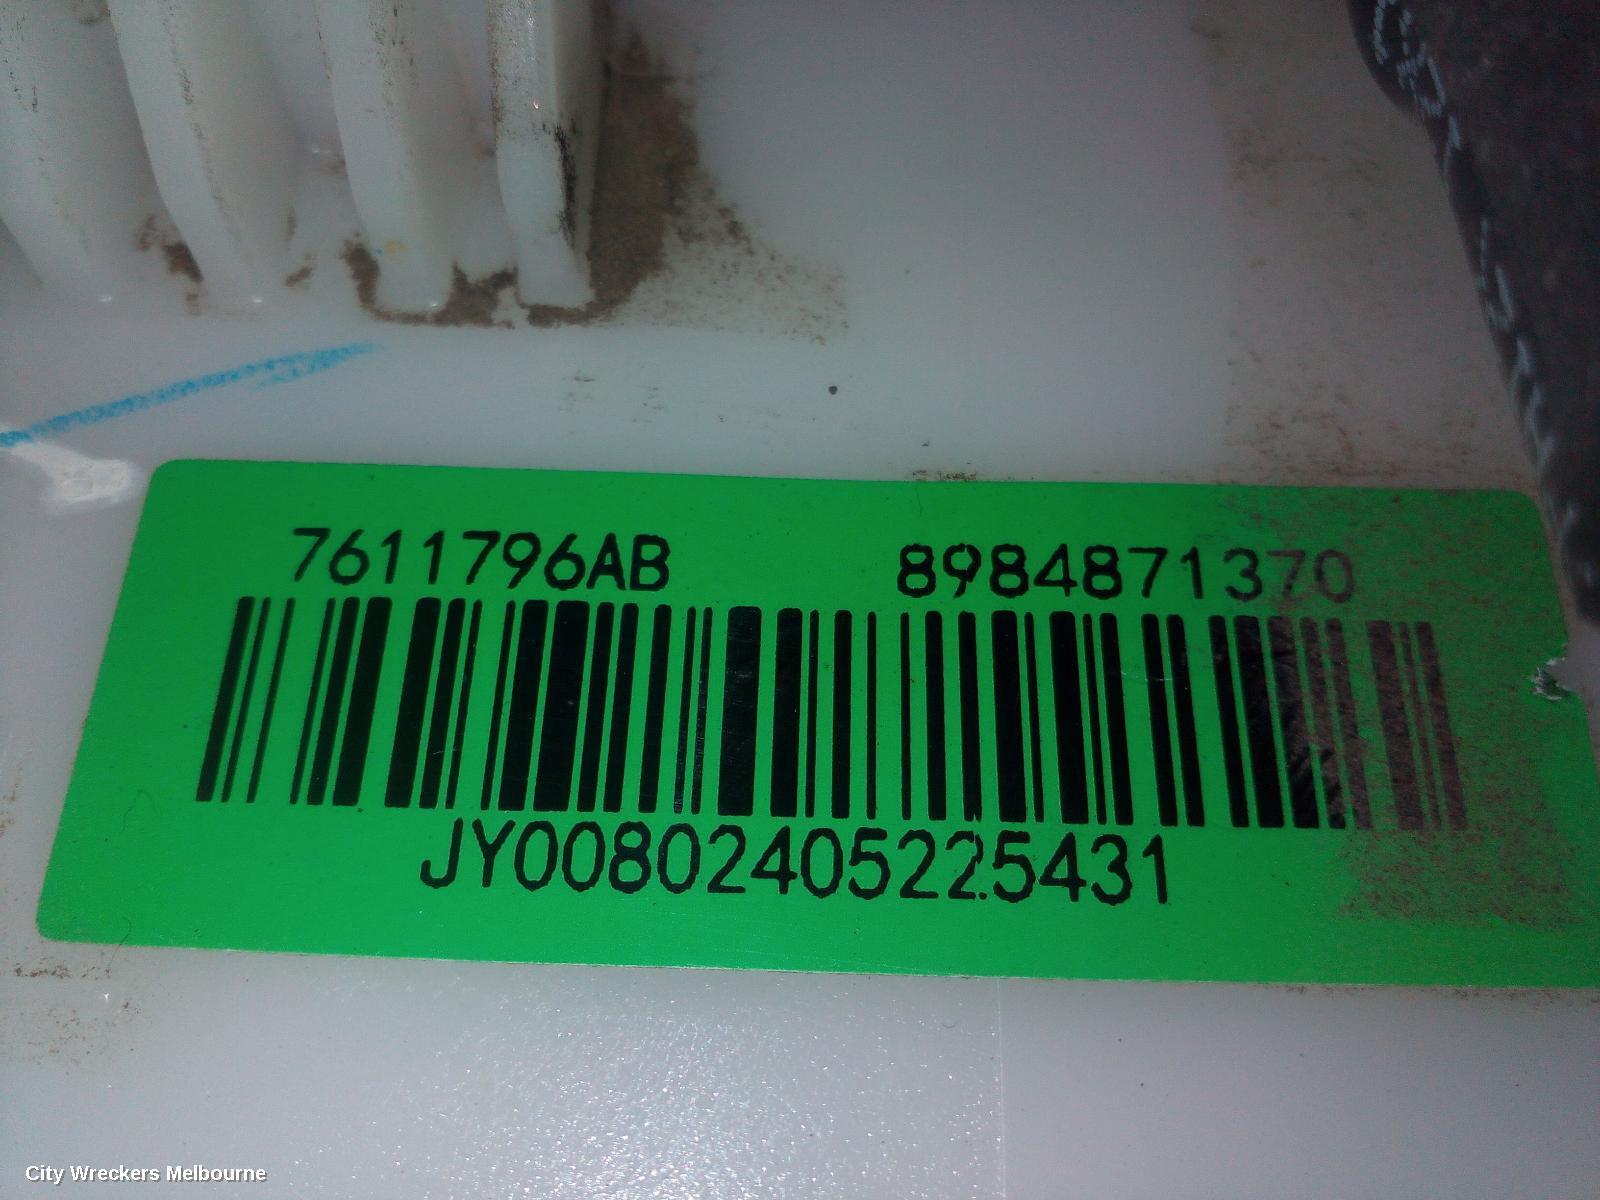 7611796AB 8984871370
JY00802405225431
City Wreckers Melbourne